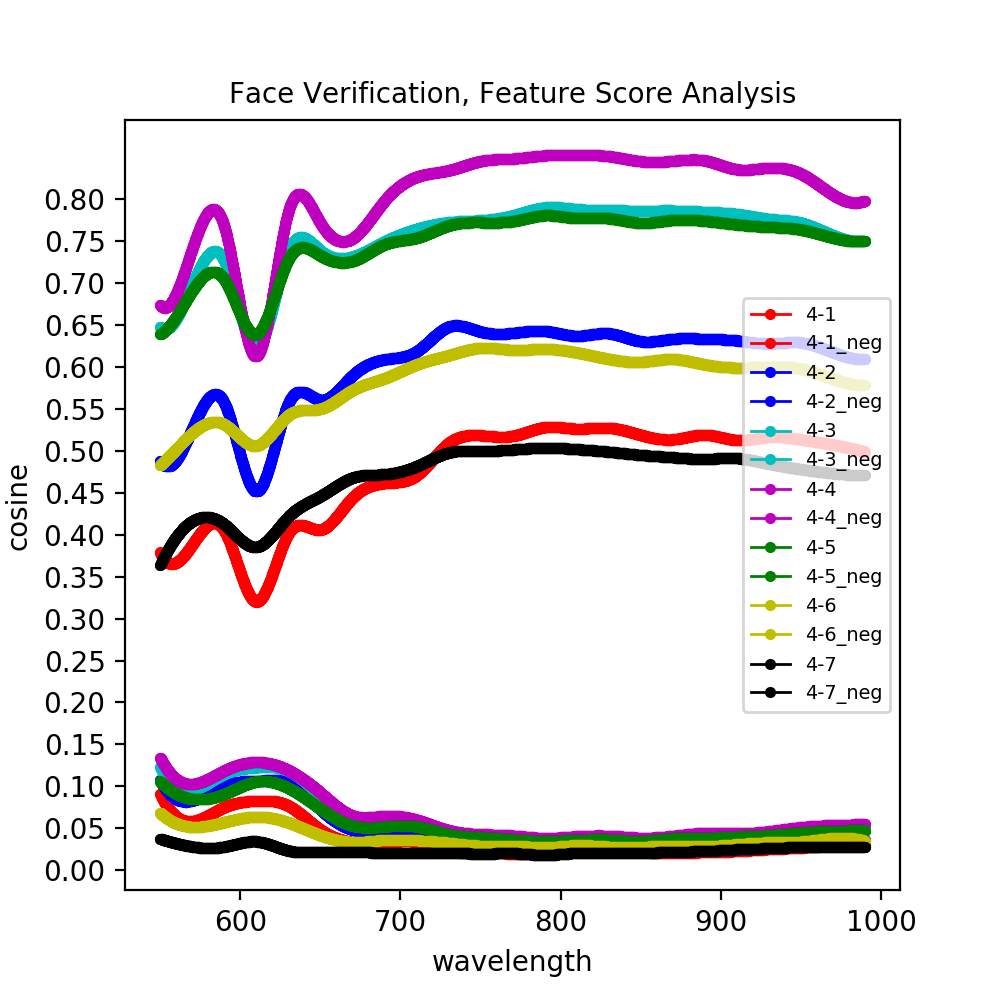 Face Verification, Feature Score Analysis
cosine
0.80
0.75
0.70
0.65
0.60
0.55
0.50
0.45
0.40
0.35
0.30
0.25
0.20
0.15
0.10
0.05
0.00
4-1
4-1_neg
4-2
4-2_neg
4-3
4-3_neg
4-4
4-4_neg
4-5
4-5_neg
4-6
4-6_neg
4-7
4-7_neg
600 700 800 900 1000
wavelength